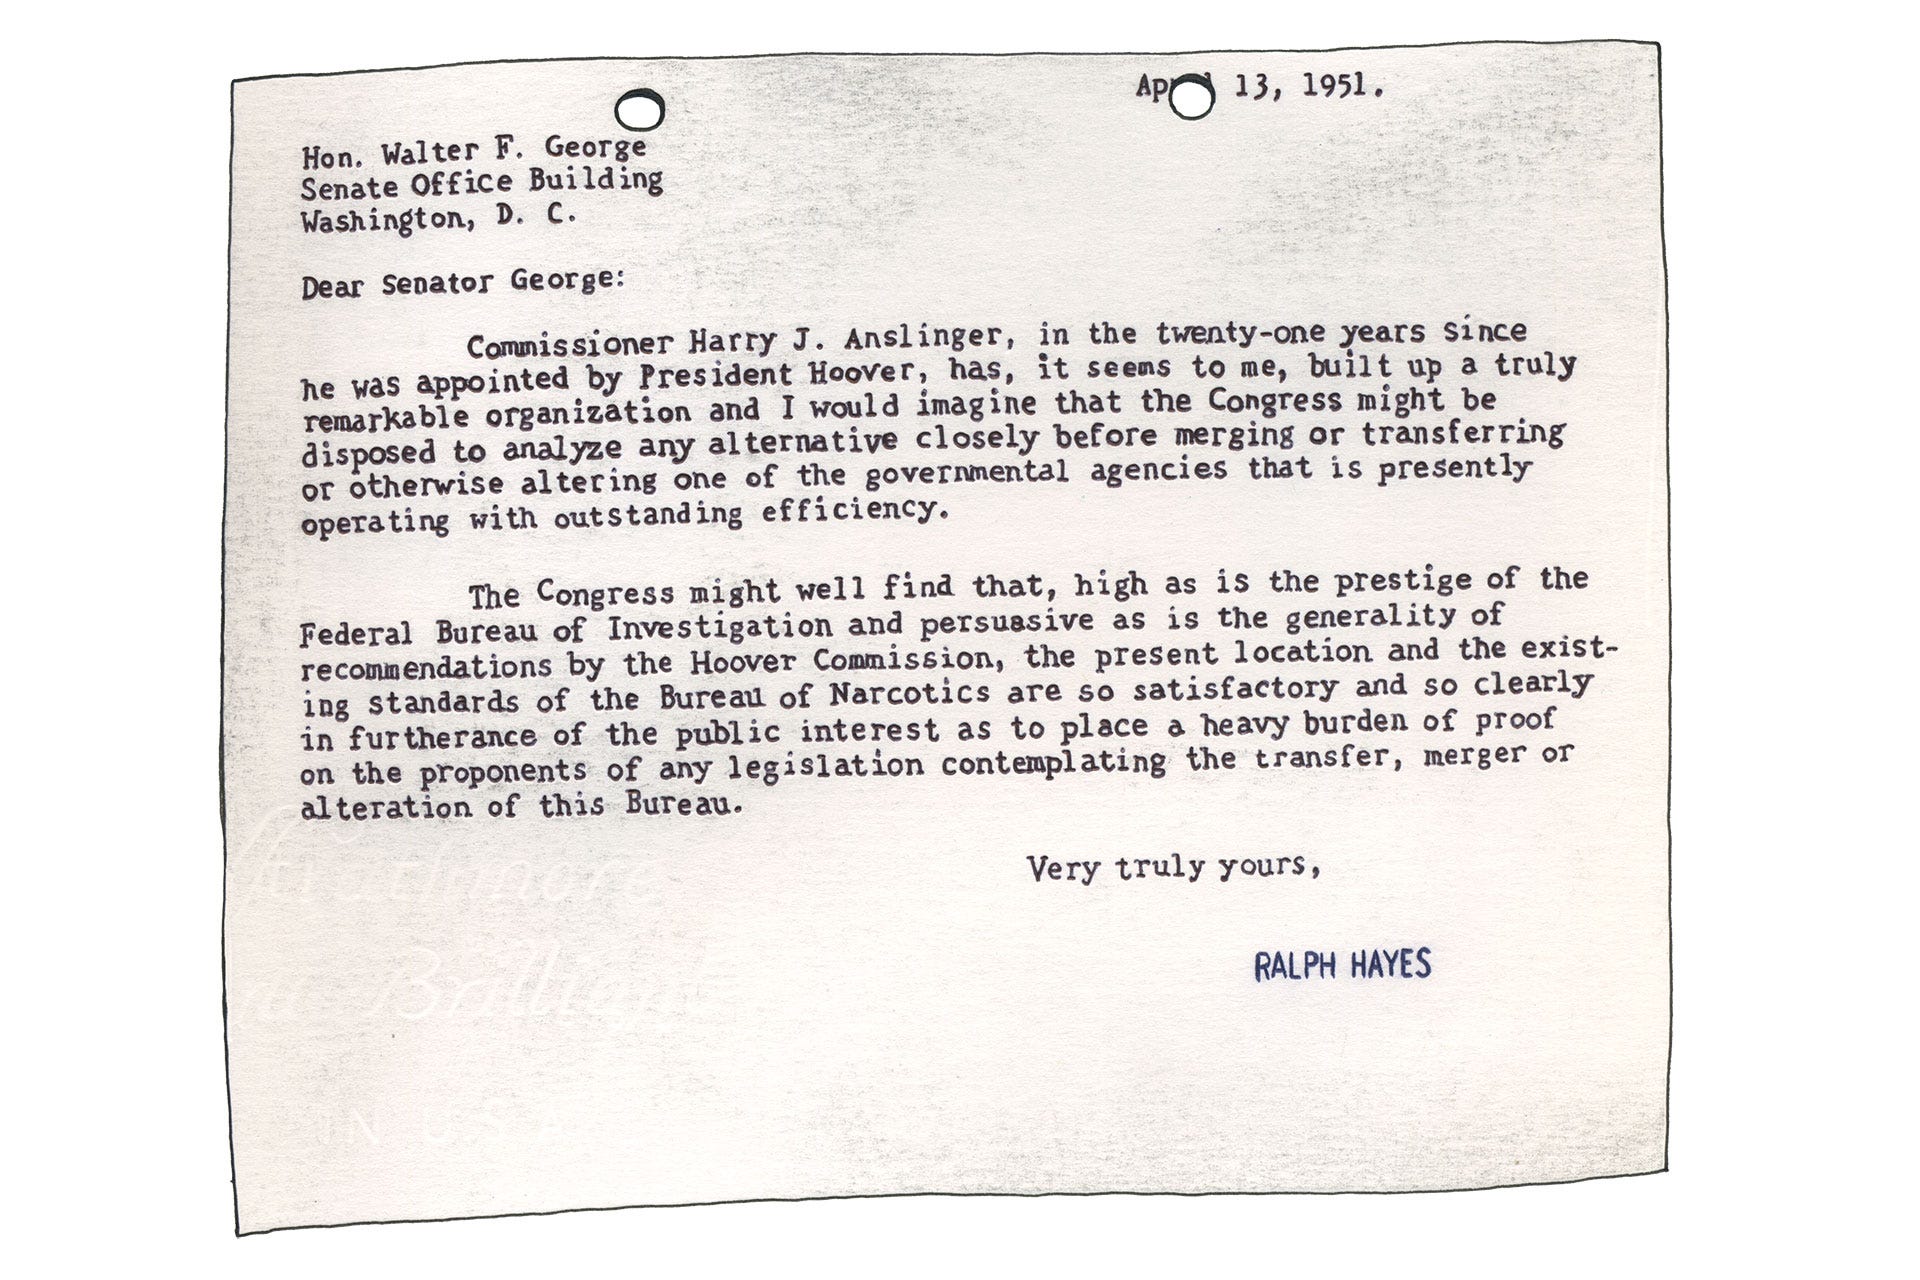 April 13, 1951.
Hon. Walter F. George
Senate Office Building
Washington, D. C.
Dear Senator George:
Commissioner Harry J. Anslinger, in the twenty-one years since
he was appointed by President Hoover, has, it seems to me, built up a truly
remarkable organization and I would imagine that the Congress might be
disposed to analyze any alternative closely before merging or transferring
or otherwise altering one of the governmental agencies that is presently
operating with outstanding efficiency.
The Congress might well find that, high as is the prestige of the
Federal Bureau of Investigation and persuasive as is the generality of
recommendations by the Hoover Commission, the present location and the exist-
ing standards of the Bureau of Narcotics are so satisfactory and so clearly
in furtherance of the public interest as to place a heavy burden of proof
on the proponents of any legislation contemplating the transfer, merger or
alteration of this Bureau.
Very truly yours,
RALPH HAYES
IN U.S.A.